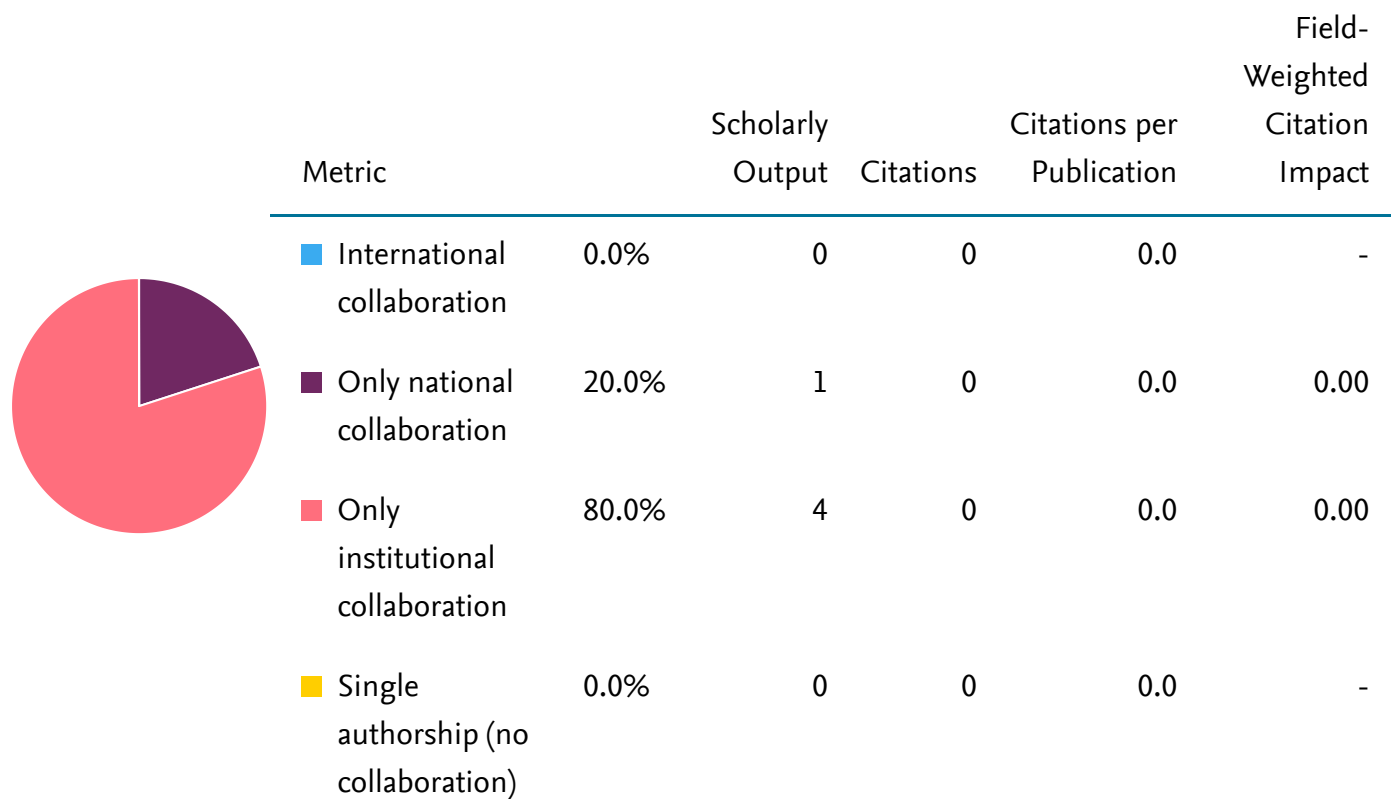 Field-
Weighted
Scholarly Citations per Citation
Metric Output Citations Publication Impact
International 0.0% 0 0 0.0 -
collaboration
Only national 20.0% 1 0 0.0 0.00
collaboration
Only 80.0% 4 0 0.0 0.00
institutional
collaboration
Single 0.0% 0 0 0.0 -
authorship (no
collaboration)